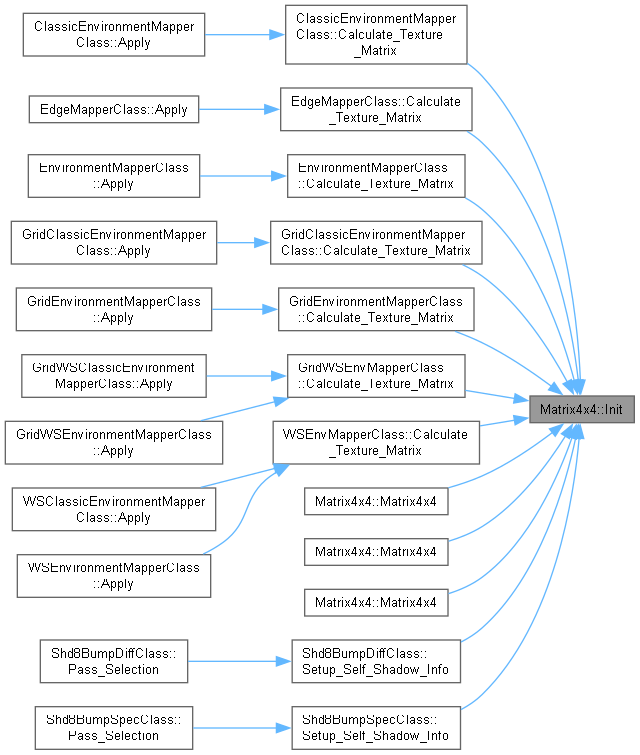 ClassicEnvironmentMapper
Class::Apply
ClassicEnvironmentMapper
Class::Calculate_Texture
_Matrix
EdgeMapperClass::Apply
EdgeMapperClass::Calculate
_Texture_Matrix
EnvironmentMapperClass
::Apply
EnvironmentMapperClass
::Calculate_Texture_Matrix
GridClassicEnvironmentMapper
Class::Apply
GridClassicEnvironmentMapper
Class::Calculate_Texture_Matrix
GridEnvironmentMapperClass
::Apply
GridEnvironmentMapperClass
::Calculate_Texture_Matrix
GridWSClassicEnvironment
MapperClass::Apply
GridWSEnvMapperClass
::Calculate_Texture_Matrix
Matrix4x4::Init
GridWSEnvironmentMapperClass
::Apply
WSEnvMapperClass::Calculate
_Texture_Matrix
WSClassicEnvironmentMapper
Class::Apply
Matrix4x4::Matrix4x4
Matrix4x4::Matrix4x4
WSEnvironmentMapperClass
::Apply
Matrix4x4::Matrix4x4
Shd8BumpDiffClass::
Pass_Selection
Shd8BumpDiffClass::
Setup_Self_Shadow_Info
Shd8BumpSpecClass::
Pass_Selection
Shd8BumpSpecClass::
Setup_Self_Shadow_Info